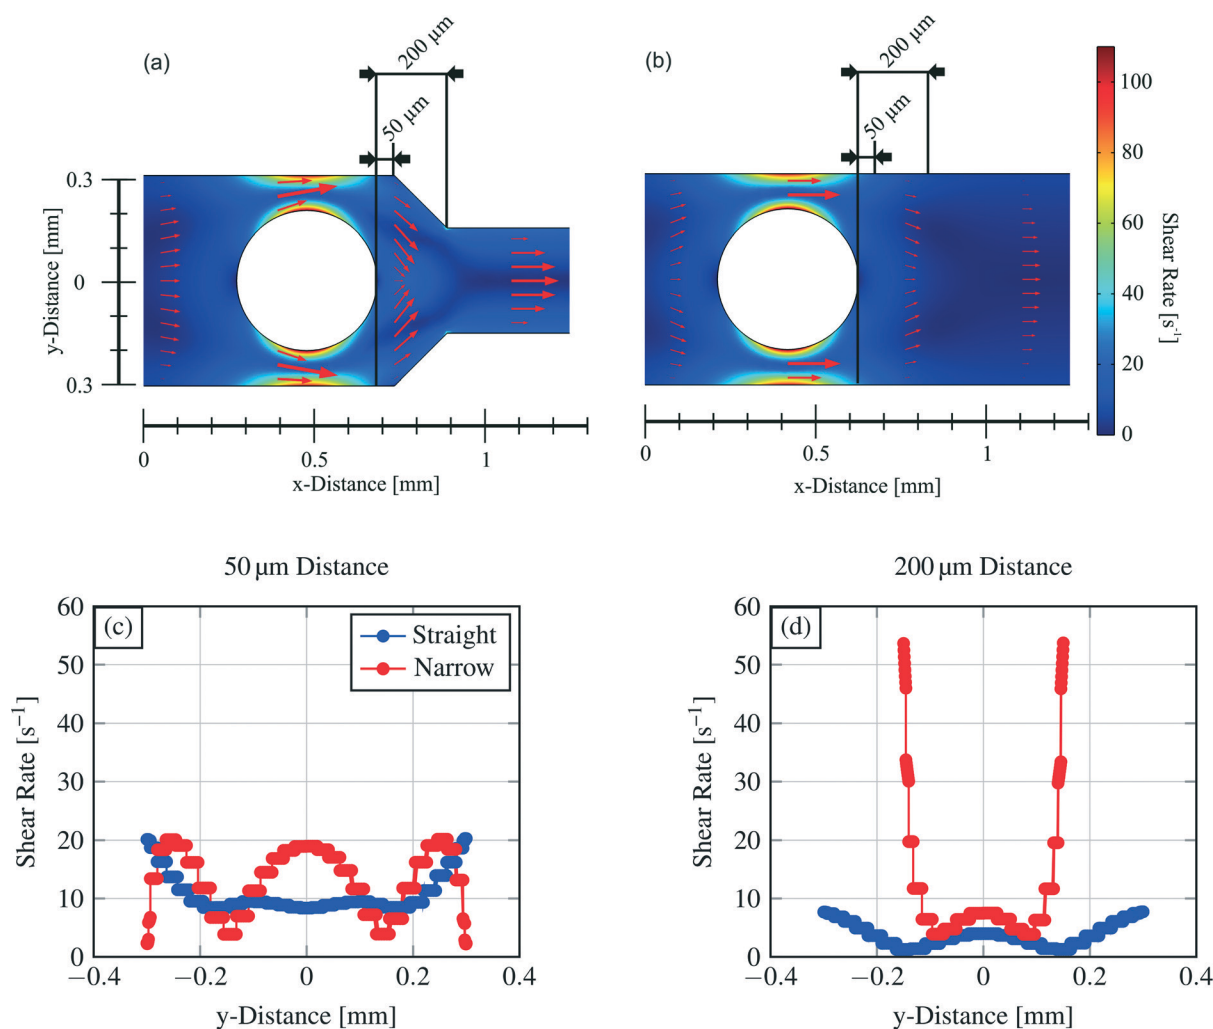 (a)
200 µm
50 µm
0.3
0
0.3
y-Distance [mm]
0
0.5
1
x-Distance [mm]
(b)
200 µm
50 µm
0
0.5
1
x-Distance [mm]
100
80
60
40
20
0
Shear Rate [s⁻¹]
50 µm Distance
(c)
Straight
Narrow
60
50
40
30
20
10
0
−0.4
−0.2
0
0.2
0.4
Shear Rate [s⁻¹]
y-Distance [mm]
200 µm Distance
(d)
60
50
40
30
20
10
0
−0.4
−0.2
0
0.2
0.4
Shear Rate [s⁻¹]
y-Distance [mm]